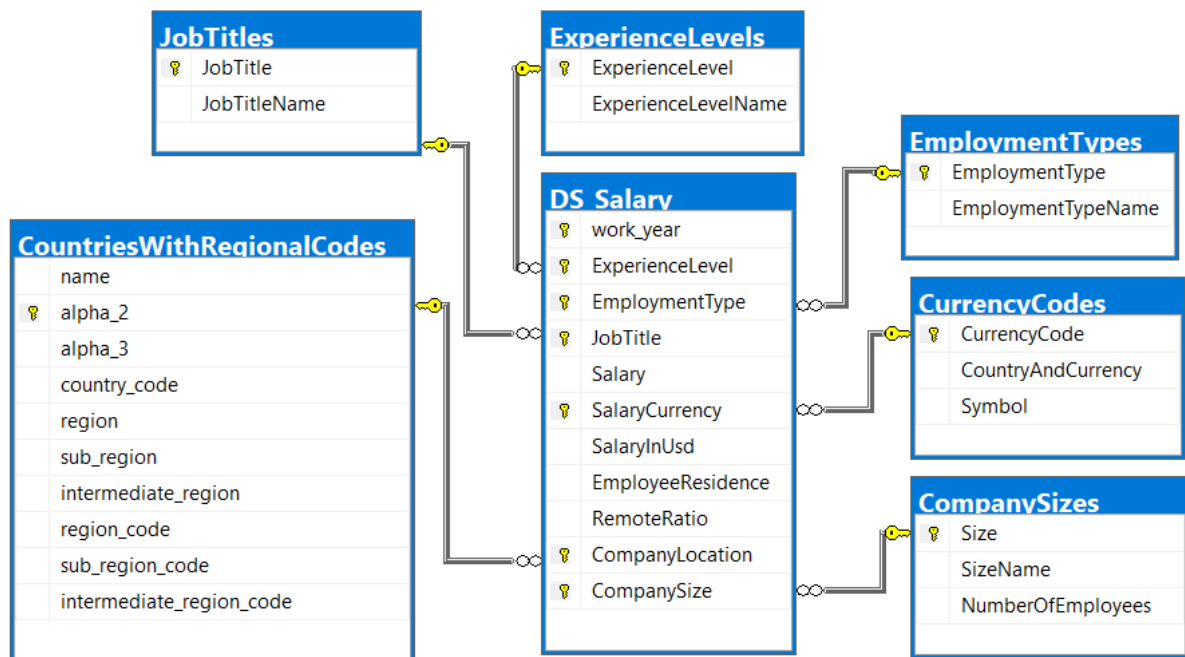 JobTitles
JobTitle
JobTitleName
ExperienceLevels
ExperienceLevel
ExperienceLevelName
EmploymentTypes
EmploymentType
EmploymentTypeName
DS_Salary
work_year
ExperienceLevel
EmploymentType
JobTitle
Salary
SalaryCurrency
SalaryInUsd
EmployeeResidence
RemoteRatio
CompanyLocation
CompanySize
CountriesWithRegionalCodes
name
alpha_2
alpha_3
country_code
region
sub_region
intermediate_region
region_code
sub_region_code
intermediate_region_code
CurrencyCodes
CurrencyCode
CountryAndCurrency
Symbol
CompanySizes
Size
SizeName
NumberOfEmployees